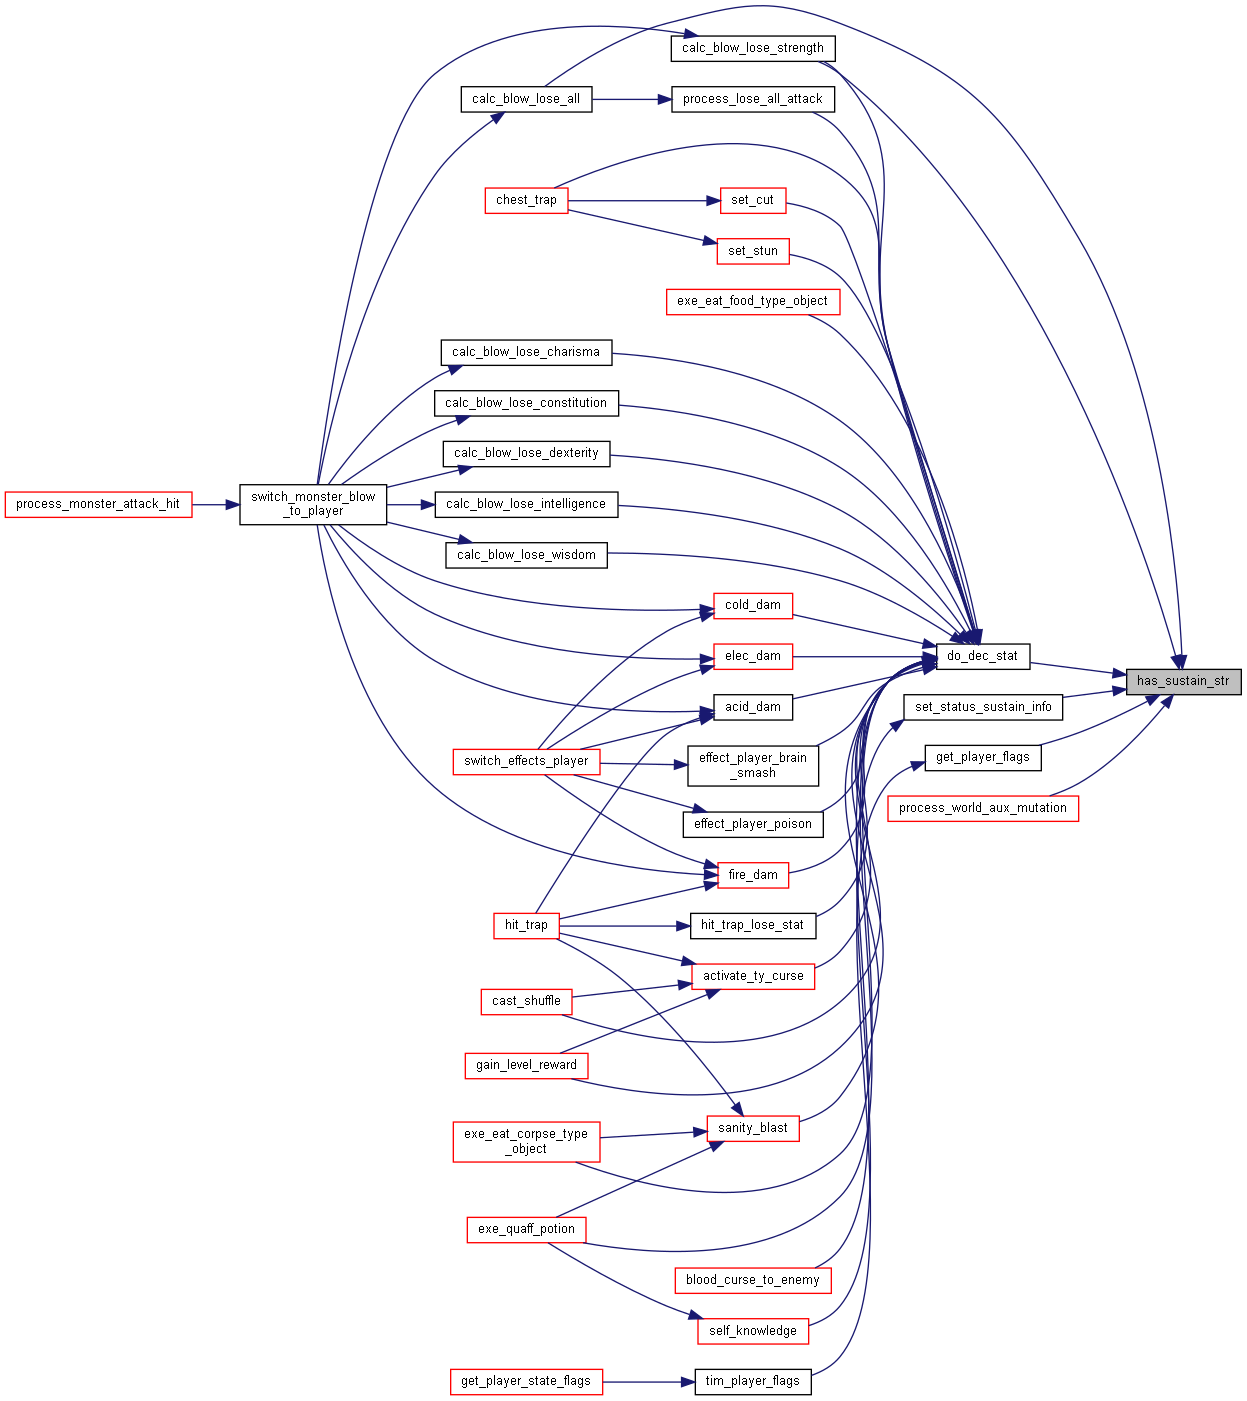 calc_blow_lose_strength
calc_blow_lose_all
process_lose_all_attack
chest_trap
set_cut
set_stun
exe_eat_food_type_object
calc_blow_lose_charisma
calc_blow_lose_constitution
calc_blow_lose_dexterity
process_monster_attack_hit
switch_monster_blow
_to_player
calc_blow_lose_intelligence
calc_blow_lose_wisdom
cold_dam
elec_dam
do_dec_stat
has_sustain_str
acid_dam
set_status_sustain_info
switch_effects_player
effect_player_brain
_smash
get_player_flags
process_world_aux_mutation
effect_player_poison
fire_dam
hit_trap
hit_trap_lose_stat
activate_ty_curse
cast_shuffle
gain_level_reward
sanity_blast
exe_eat_corpse_type
_object
exe_quaff_potion
blood_curse_to_enemy
self_knowledge
get_player_state_flags
tim_player_flags